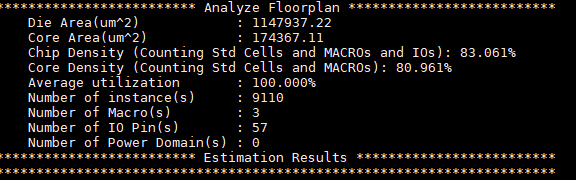 ************************* Analyze Floorplan **************************
Die Area(um^2)         : 1147937.22
Core Area(um^2)        : 174367.11
Chip Density (Counting Std Cells and MACROs and IOs): 83.061%
Core Density (Counting Std Cells and MACROs): 80.961%
Average utilization    : 100.000%
Number of instance(s)  : 9110
Number of Macro(s)     : 3
Number of IO Pin(s)    : 57
Number of Power Domain(s) : 0
************************* Estimation Results *************************
**********************************************************************